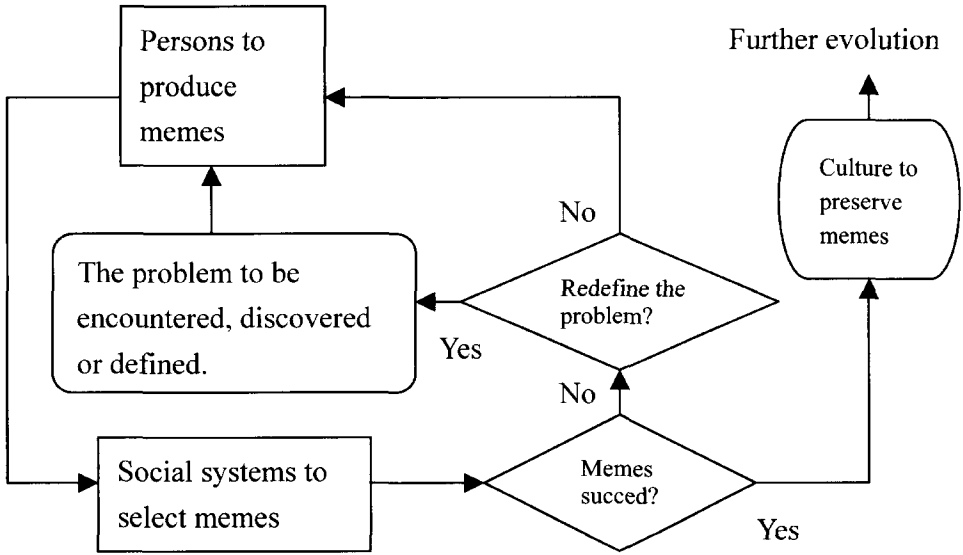 Persons to
produce
memes
Further evolution
Culture to
preserve
memes
No
The problem to be
encountered, discovered
or defined.
Redefine the
problem?
Yes
No
Social systems to
select memes
Memes
succed?
Yes